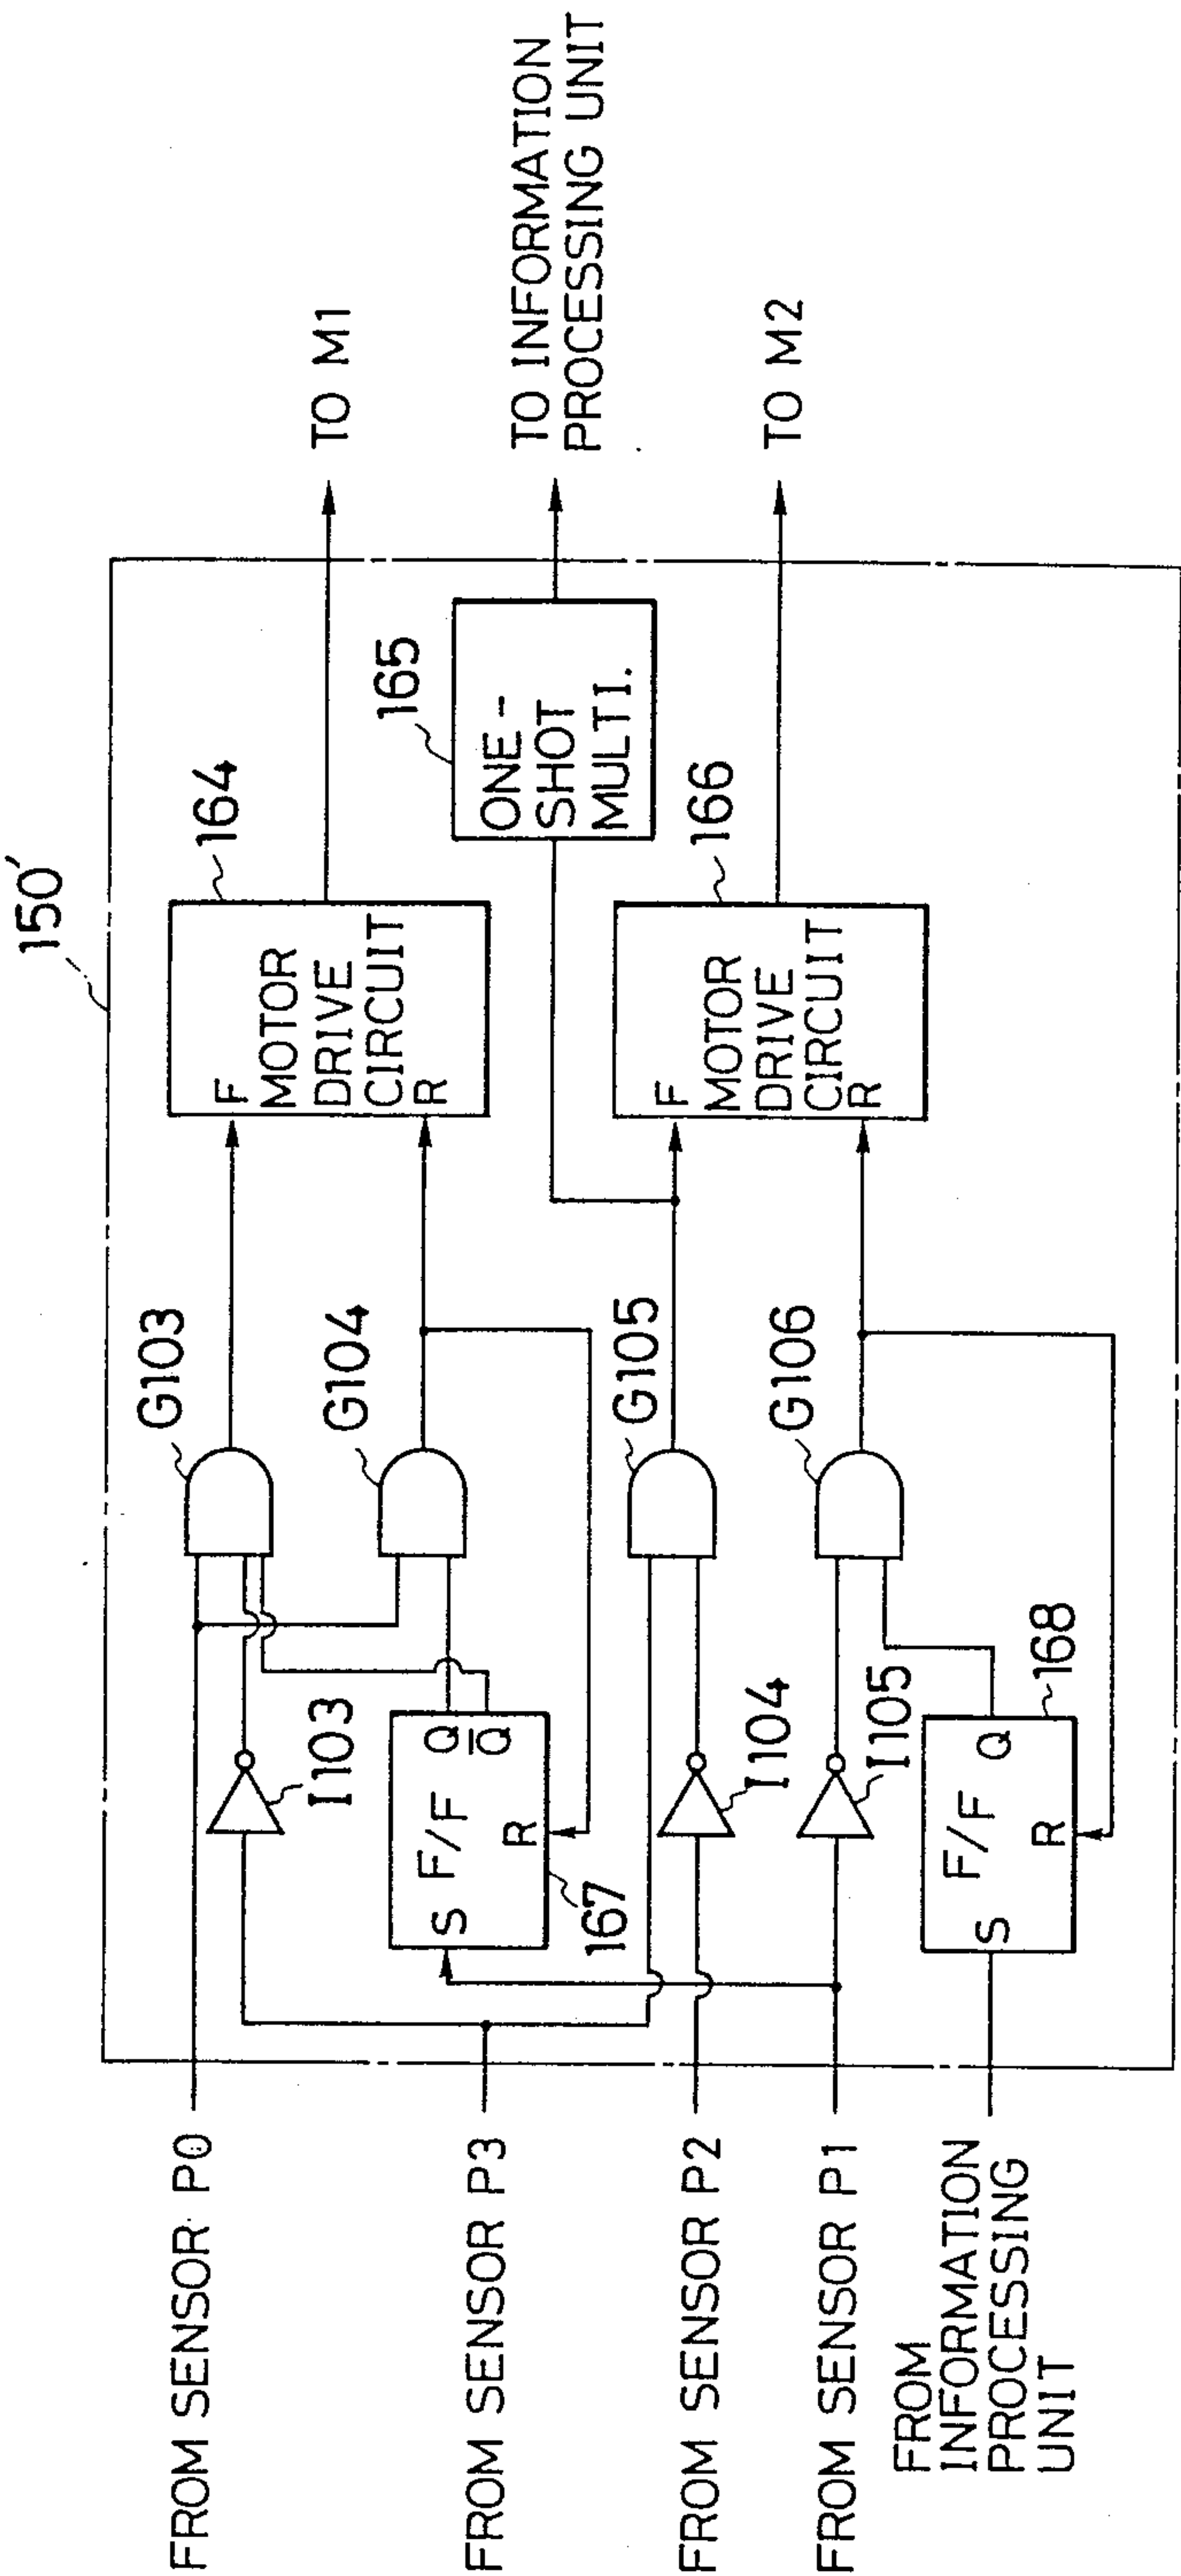 150'
FROM SENSOR P0
FROM SENSOR P3
FROM SENSOR P2
FROM SENSOR P1
FROM
INFORMATION
PROCESSING
UNIT
I103
S F/F Q
Q̅
R
167
I104
I105
S F/F Q
R
168
G103
G104
G105
G106
164
F
MOTOR
DRIVE
CIRCUIT
R
165
ONE-
SHOT
MULTI.
166
F
MOTOR
DRIVE
CIRCUIT
R
TO M1
TO INFORMATION
PROCESSING UNIT
TO M2